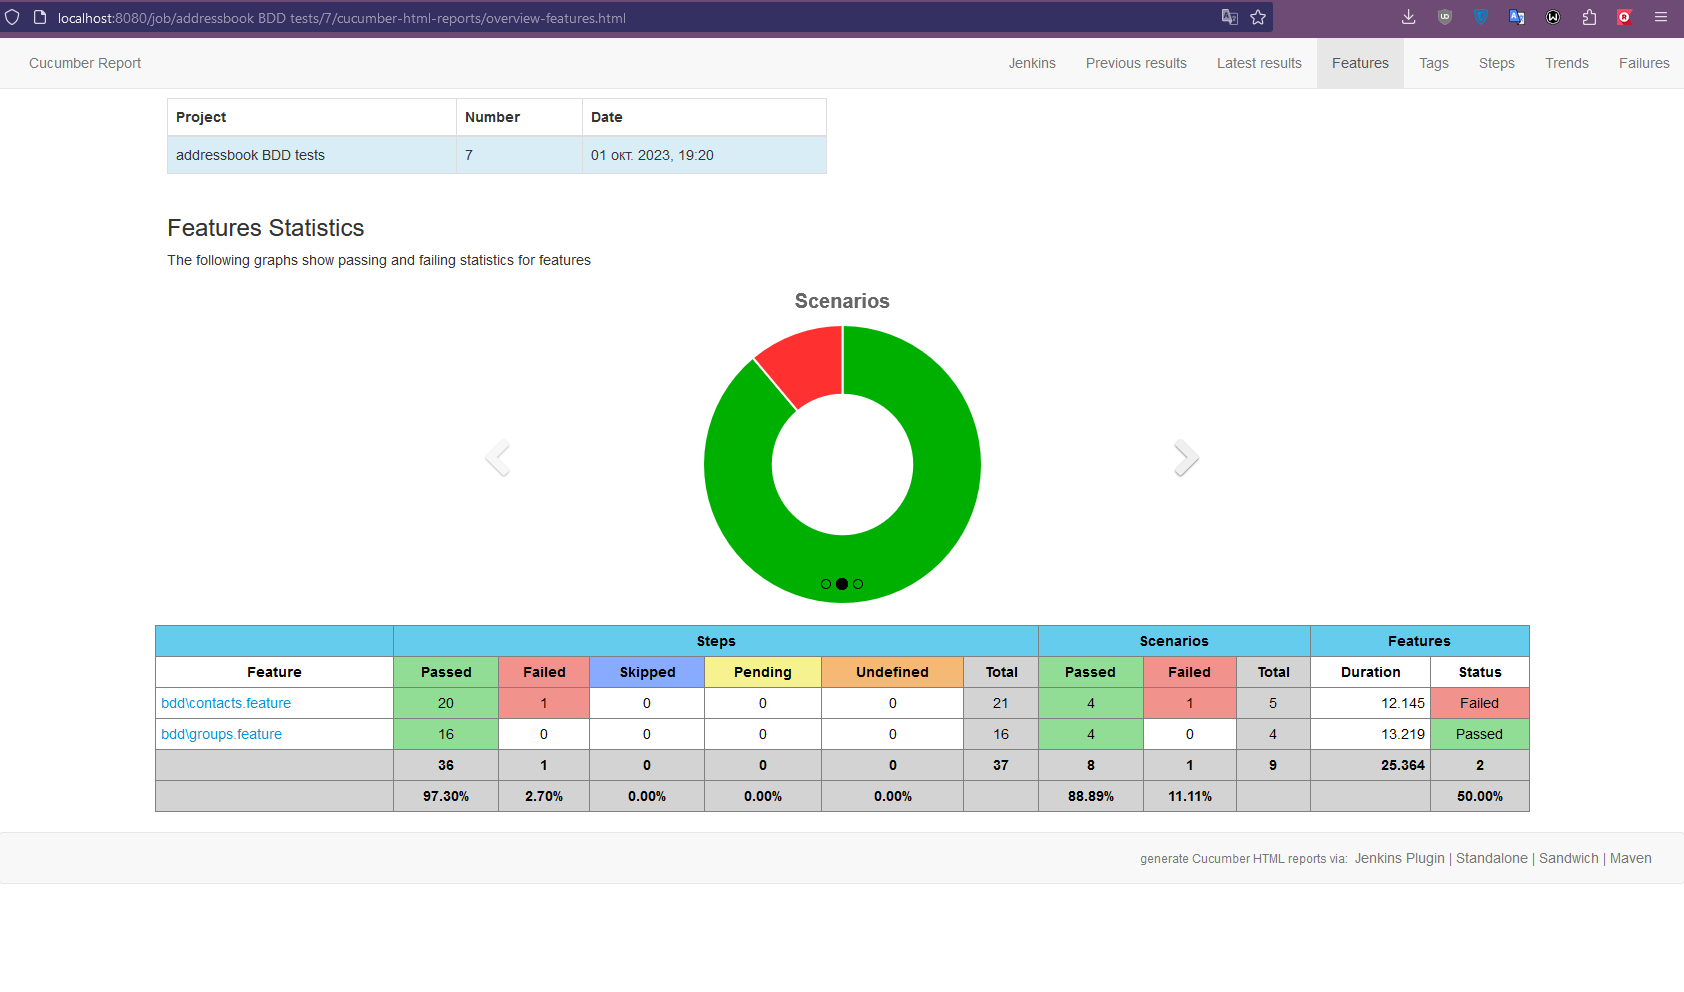 localhost:8080/job/addressbook BDD tests/7/cucumber-html-reports/overview-features.html
Cucumber Report Jenkins Previous results Latest results Features Tags Steps Trends Failures
Project Number Date
addressbook BDD tests 7 01 окт. 2023, 19:20
Features Statistics
The following graphs show passing and failing statistics for features
Scenarios
Steps Scenarios Features
Feature Passed Failed Skipped Pending Undefined Total Passed Failed Total Duration Status
bdd\contacts.feature 20 1 0 0 0 21 4 1 5 12.145 Failed
bdd\groups.feature 16 0 0 0 0 16 4 0 4 13.219 Passed
36 1 0 0 0 37 8 1 9 25.364 2
97.30% 2.70% 0.00% 0.00% 0.00% 88.89% 11.11% 50.00%
generate Cucumber HTML reports via: Jenkins Plugin | Standalone | Sandwich | Maven